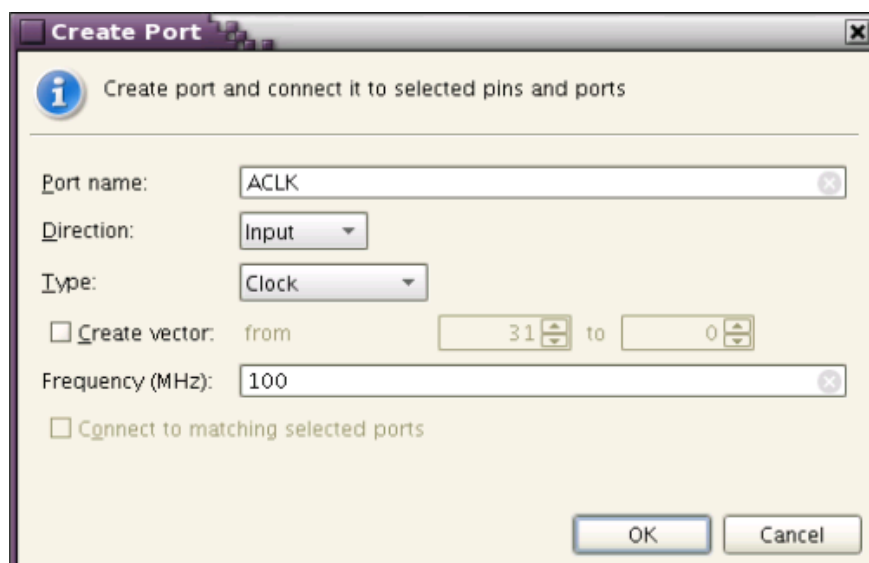 Create Port
Create port and connect it to selected pins and ports
Port name: ACLK
Direction: Input
Type: Clock
Create vector: from 31 to 0
Frequency (MHz): 100
Connect to matching selected ports
OK Cancel